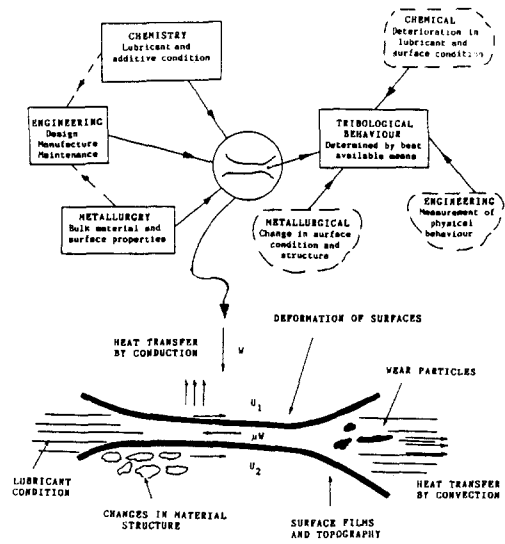 CHEMISTRY
Lubricant and
additive condition
CHEMICAL
Deterioration in
lubricant and
surface condition
ENGINEERING
Design
Manufacture
Maintenance
TRIBOLOGICAL
BEHAVIOUR
Determined by best
available means
METALLURGY
Bulk material and
surface properties
METALLURGICAL
Change in surface
condition and
structure
ENGINEERING
Measurement of
physical
behaviour
DEFORMATION OF SURFACES
HEAT TRANSFER
BY CONDUCTION
W
WEAR PARTICLES
U1
μW
U2
LUBRICANT
CONDITION
CHANGES IN MATERIAL
STRUCTURE
SURFACE FILMS
AND TOPOGRAPHY
HEAT TRANSFER
BY CONVECTION